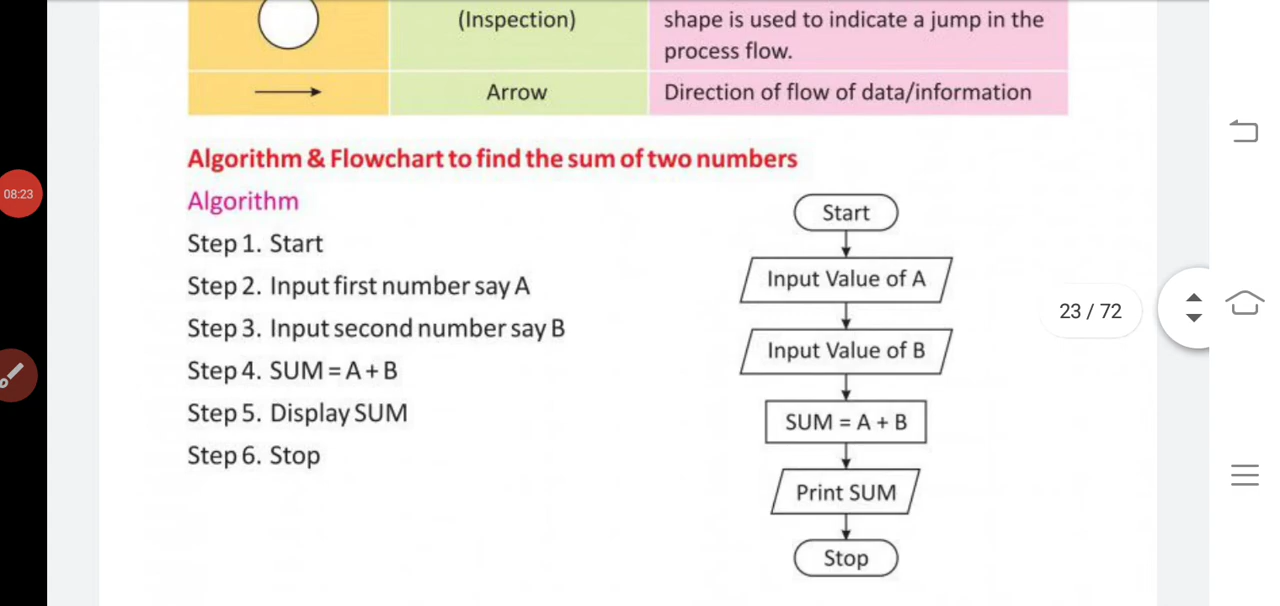 (Inspection)
shape is used to indicate a jump in the
process flow.
Arrow
Direction of flow of data/information
Algorithm & Flowchart to find the sum of two numbers
Algorithm
Step 1. Start
Step 2. Input first number say A
Step 3. Input second number say B
Step 4. SUM = A + B
Step 5. Display SUM
Step 6. Stop
Start
Input Value of A
Input Value of B
SUM = A + B
Print SUM
Stop
08:23
23 / 72